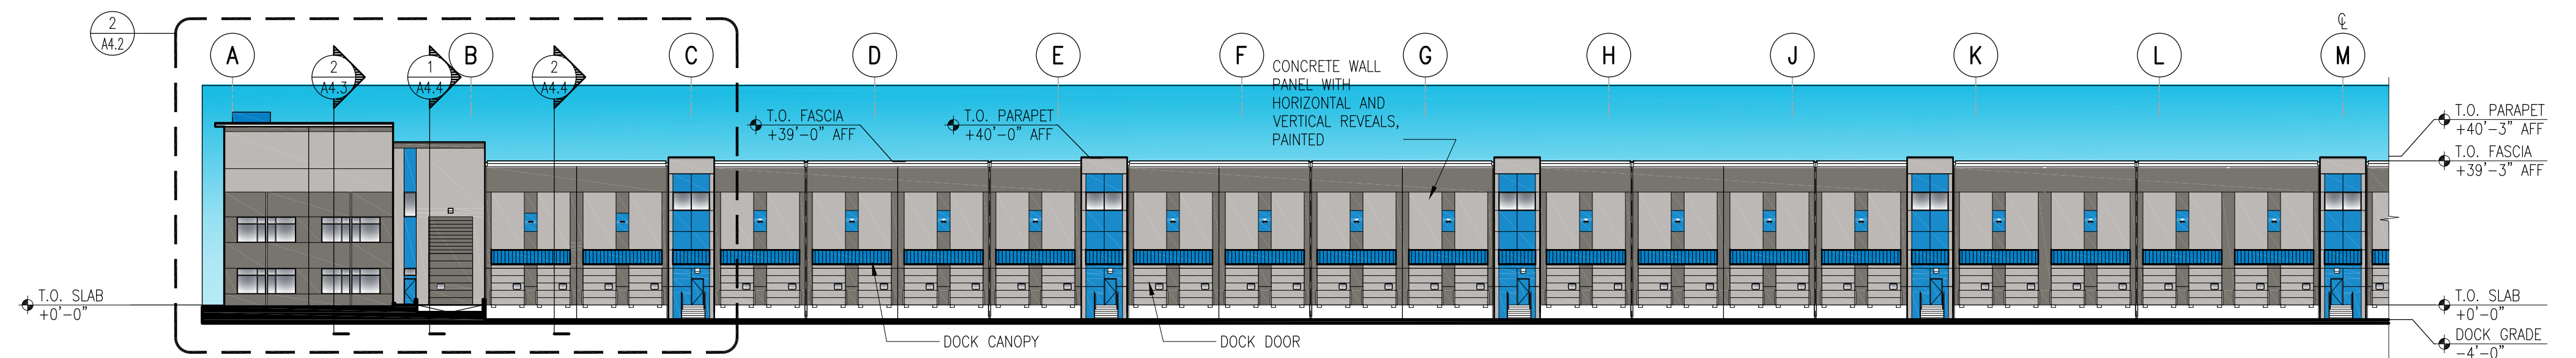 2
A4.2
A
B
C
D
E
F
G
H
J
K
L
℄
M
2
A4.3
1
A4.4
2
A4.4
CONCRETE WALL
PANEL WITH
HORIZONTAL AND
VERTICAL REVEALS,
PAINTED
T.O. FASCIA
+39'-0" AFF
T.O. PARAPET
+40'-0" AFF
T.O. PARAPET
+40'-3" AFF
T.O. FASCIA
+39'-3" AFF
T.O. SLAB
+0'-0"
T.O. SLAB
+0'-0"
DOCK CANOPY
DOCK DOOR
DOCK GRADE
-4'-0"